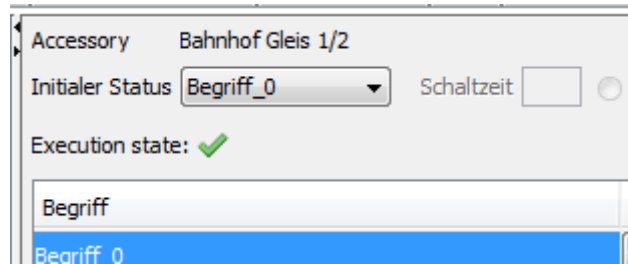 Accessory Bahnhof Gleis 1/2
Initialer Status Begriff_0 Schaltzeit
Execution state:
Begriff
Begriff_0